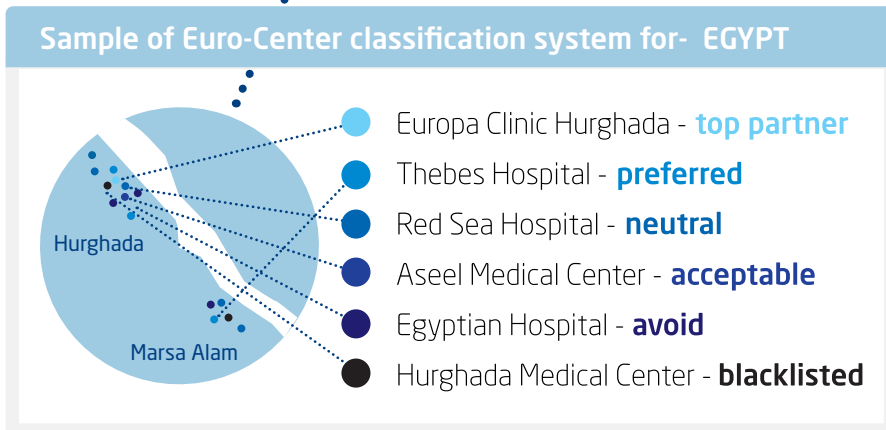 Sample of Euro-Center classification system for- EGYPT
Europa Clinic Hurghada - top partner
Thebes Hospital - preferred
Red Sea Hospital - neutral
Hurghada
Aseel Medical Center - acceptable
Egyptian Hospital - avoid
Marsa Alam
Hurghada Medical Center - blacklisted